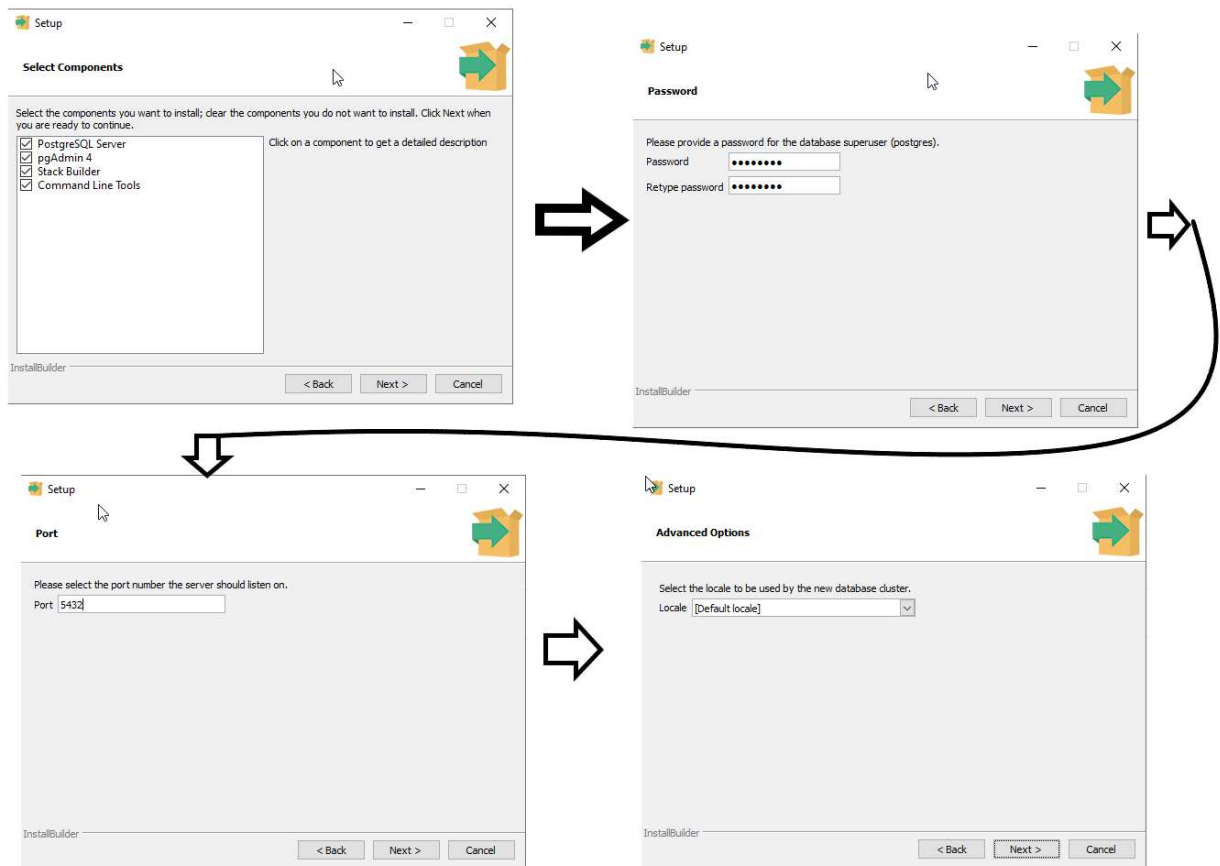 Setup
Select Components
Select the components you want to install; clear the components you do not want to install. Click Next when
you are ready to continue.
PostgreSQL Server
pgAdmin 4
Stack Builder
Command Line Tools
Click on a component to get a detailed description
InstallBuilder
< Back Next > Cancel
Setup
Password
Please provide a password for the database superuser (postgres).
Password ••••••••
Retype password ••••••••
InstallBuilder
< Back Next > Cancel
Setup
Port
Please select the port number the server should listen on.
Port 5432
InstallBuilder
< Back Next > Cancel
Setup
Advanced Options
Select the locale to be used by the new database cluster.
Locale [Default locale]
InstallBuilder
< Back Next > Cancel